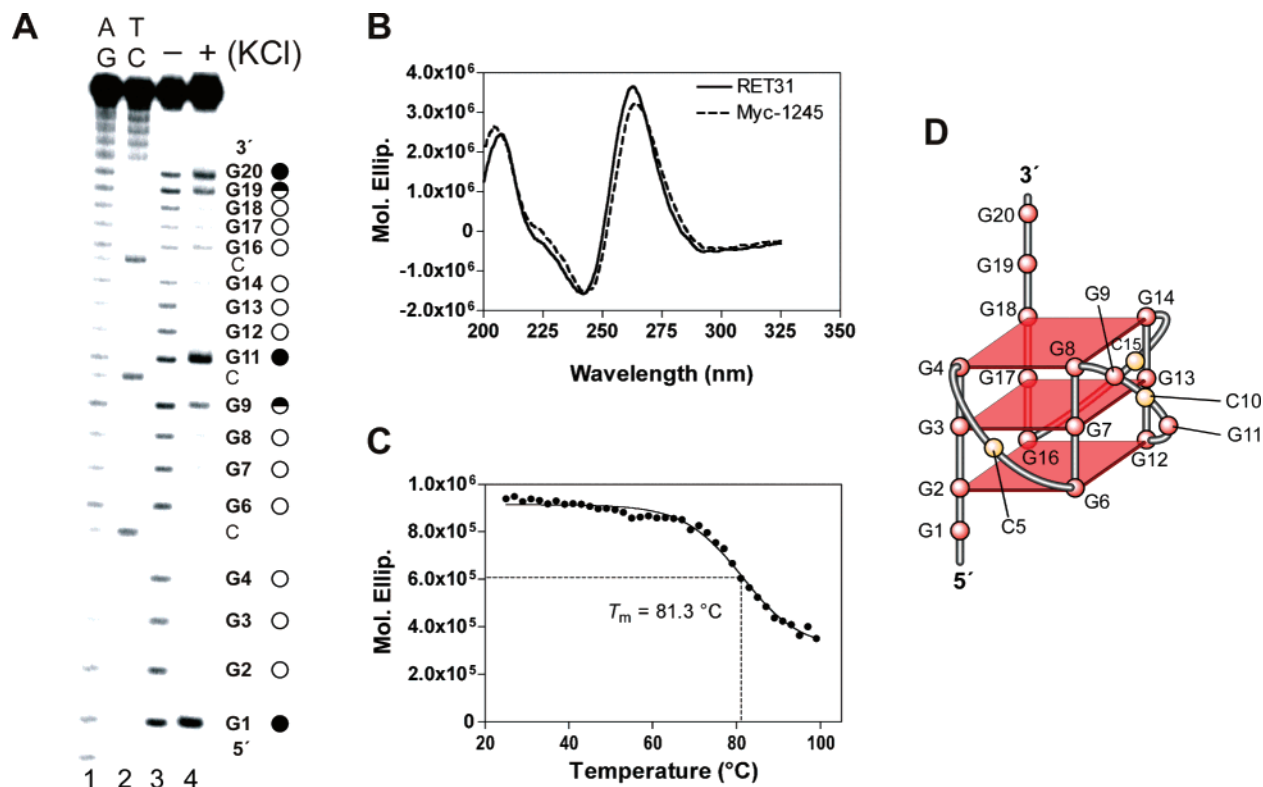 A
A T
G C − + (KCl)
3´
G20
G19
G18
G17
G16
C
G14
G13
G12
G11
C
G9
G8
G7
G6
C
G4
G3
G2
G1
5´
1 2 3 4
B
4.0x10⁶
3.0x10⁶
2.0x10⁶
1.0x10⁶
0
-1.0x10⁶
-2.0x10⁶
Mol. Ellip.
RET31
Myc-1245
200 225 250 275 300 325 350
Wavelength (nm)
C
1.0x10⁶
8.0x10⁵
6.0x10⁵
4.0x10⁵
2.0x10⁵
0
Mol. Ellip.
Tm = 81.3 °C
20 40 60 80 100
Temperature (°C)
D
3´
G20
G19
G18
G9
G14
G4
G8
C15
G17
G13
C10
G3
G7
G11
G16
G12
G2
G6
G1
C5
5´